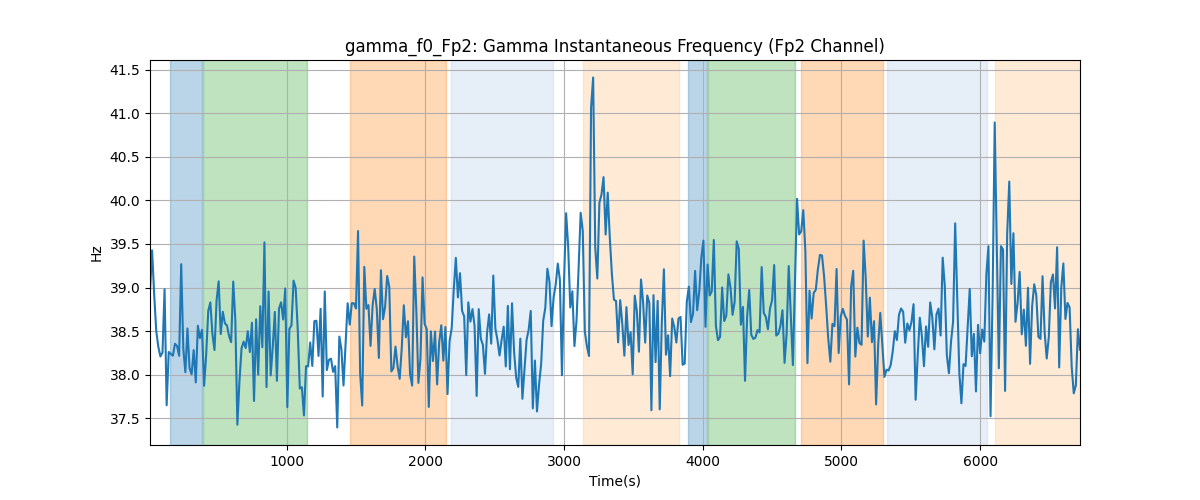 gamma_f0_Fp2: Gamma Instantaneous Frequency (Fp2 Channel)
41.5
41.0
40.5
40.0
39.5
39.0
38.5
38.0
37.5
Hz
1000 2000 3000 4000 5000 6000
Time(s)